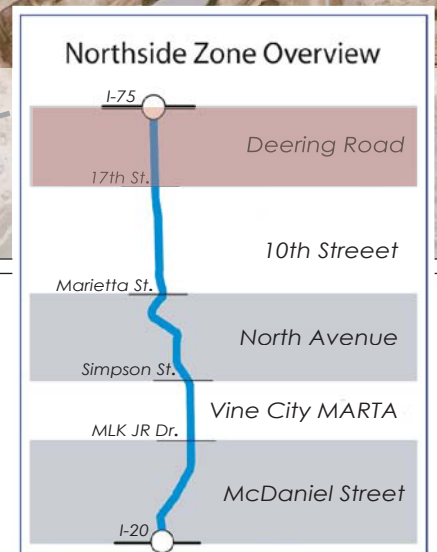 Northside Zone Overview
I-75
Deering Road
17th St.
10th Streeet
Marietta St.
North Avenue
Simpson St.
Vine City MARTA
MLK JR Dr.
McDaniel Street
I-20